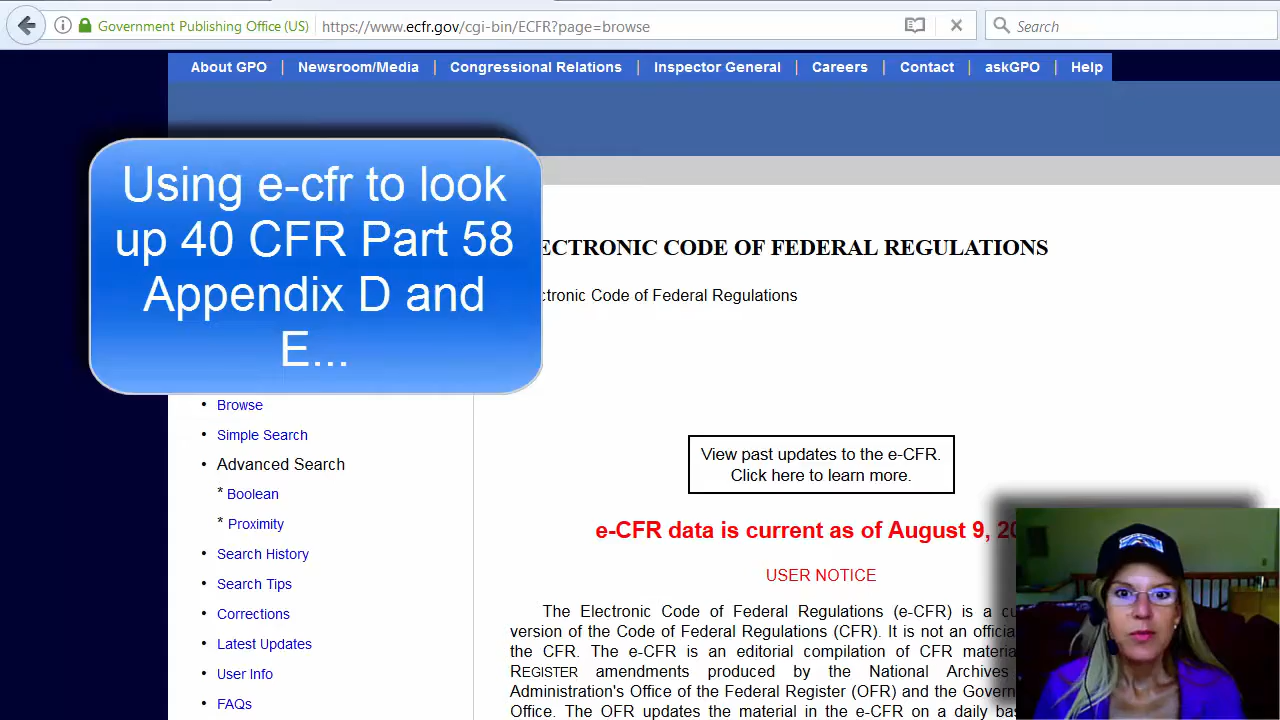 Government Publishing Office (US)
https://www.ecfr.gov/cgi-bin/ECFR?page=browse
Search
About GPO | Newsroom/Media | Congressional Relations | Inspector General | Careers | Contact | askGPO | Help
Using e-cfr to look
up 40 CFR Part 58
Appendix D and
E...
CODE OF FEDERAL REGULATIONS
Code of Federal Regulations
• Browse
• Simple Search
• Advanced Search
* Boolean
* Proximity
• Search History
• Search Tips
• Corrections
• Latest Updates
• User Info
• FAQs
View past updates to the e-CFR.
Click here to learn more.
e-CFR data is current as of August 9,
USER NOTICE
The Electronic Code of Federal Regulations (e-CFR) is a
version of the Code of Federal Regulations (CFR). It is not an
the CFR. The e-CFR is an editorial compilation of CFR
REGISTER amendments produced by the National Archives
Administration's Office of the Federal Register (OFR) and the
Office. The OFR updates the material in the e-CFR on a daily